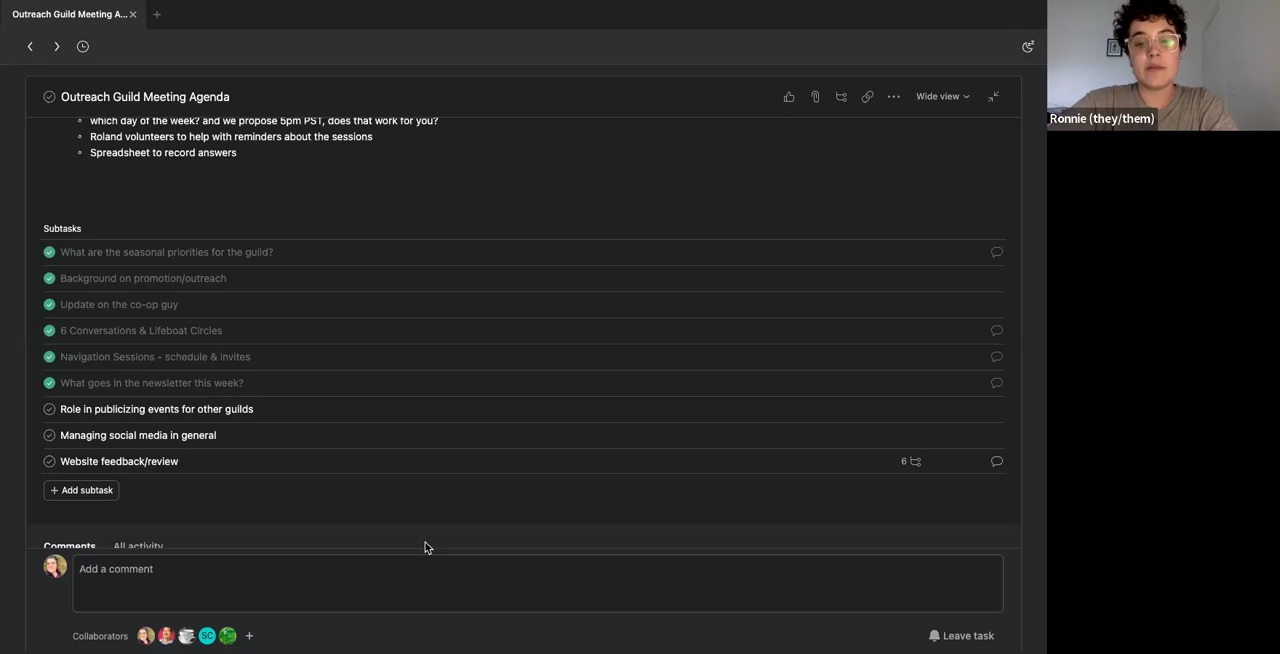 Outreach Guild Meeting A...
Ronnie (they/them)
Outreach Guild Meeting Agenda
Wide view
which day of the week? and we propose 5pm PST, does that work for you?
Roland volunteers to help with reminders about the sessions
Spreadsheet to record answers
Subtasks
What are the seasonal priorities for the guild?
Background on promotion/outreach
Update on the co-op guy
6 Conversations & Lifeboat Circles
Navigation Sessions - schedule & invites
What goes in the newsletter this week?
Role in publicizing events for other guilds
Managing social media in general
Website feedback/review 6
+ Add subtask
Comments All activity
Add a comment
Collaborators SC + Leave task